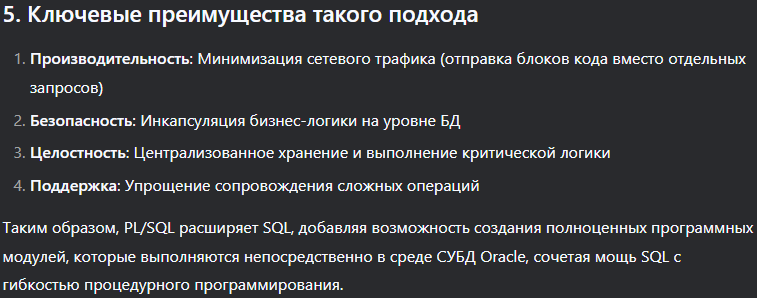 5. Ключевые преимущества такого подхода
1. Производительность: Минимизация сетевого трафика (отправка блоков кода вместо отдельных
запросов)
2. Безопасность: Инкапсуляция бизнес-логики на уровне БД
3. Целостность: Централизованное хранение и выполнение критической логики
4. Поддержка: Упрощение сопровождения сложных операций
Таким образом, PL/SQL расширяет SQL, добавляя возможность создания полноценных программных
модулей, которые выполняются непосредственно в среде СУБД Oracle, сочетая мощь SQL с
гибкостью процедурного программирования.